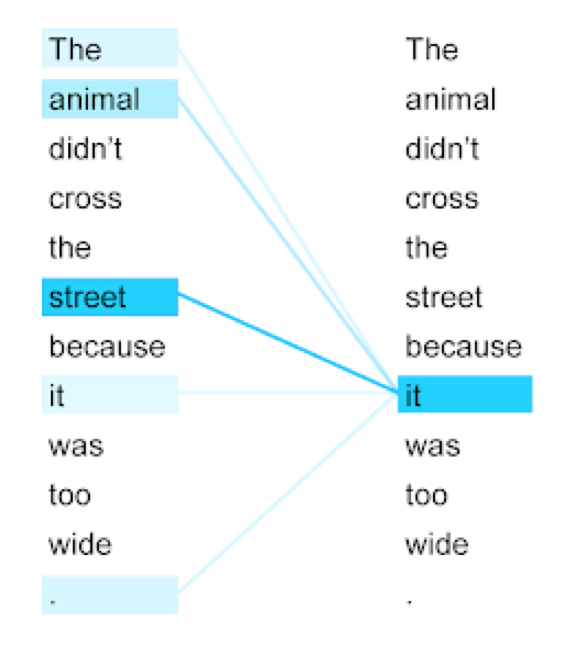 The
animal
didn't
cross
the
street
because
it
was
too
wide
.
The
animal
didn't
cross
the
street
because
it
was
too
wide
.